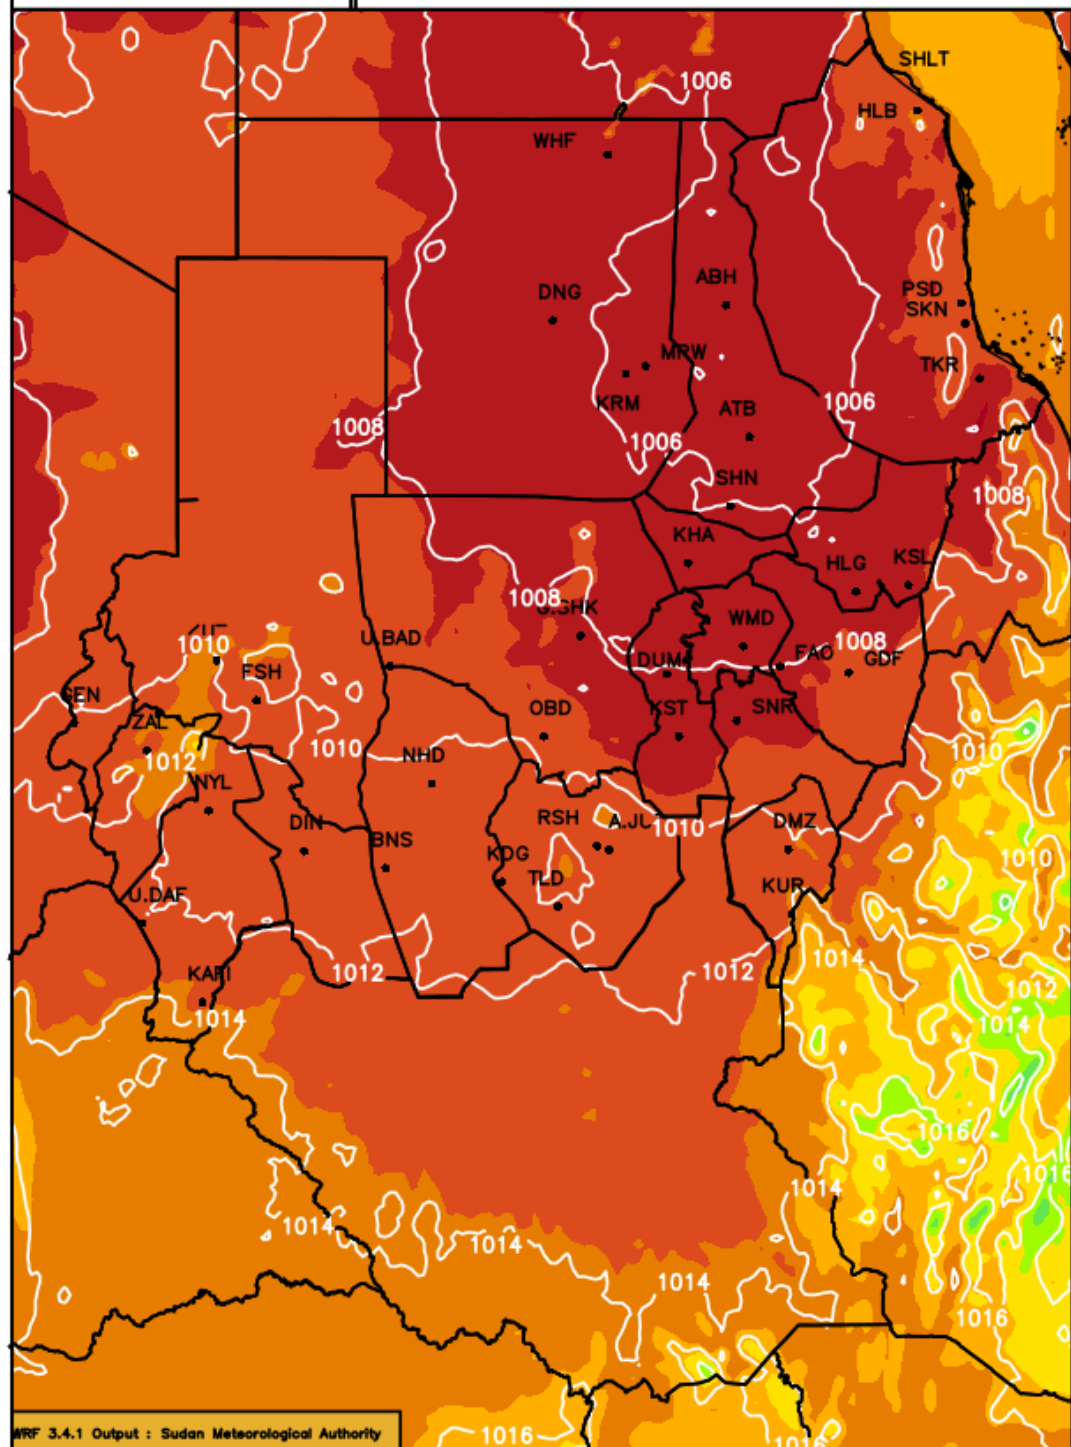 SHLT
1006
HLB
WHF
ABH
DNG
PSD
SKN
MRW
TKR
KRM
1006
ATB
1008
1006
SHN
1008
KHA
HLG
KSL
1008
WMD
U.BAD
1010
1008
FAO
GDF
DUM
FSH
GEN
OBD
KST
SNR
ZAL
1010
1010
NHD
1012
NYL
RSH
A.JU
1010
DMZ
DIN
BNS
KDG
1010
TLD
KUR
U.DAF
1014
KAFI
1012
1012
1012
1014
1014
1016
1016
1014
1014
1014
1014
1016
WRF 3.4.1 Output : Sudan Meteorological Authority
1016
1016